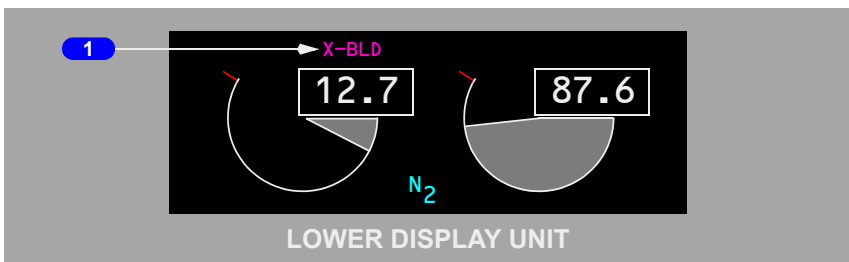 1
X-BLD
12.7
87.6
N2
LOWER DISPLAY UNIT